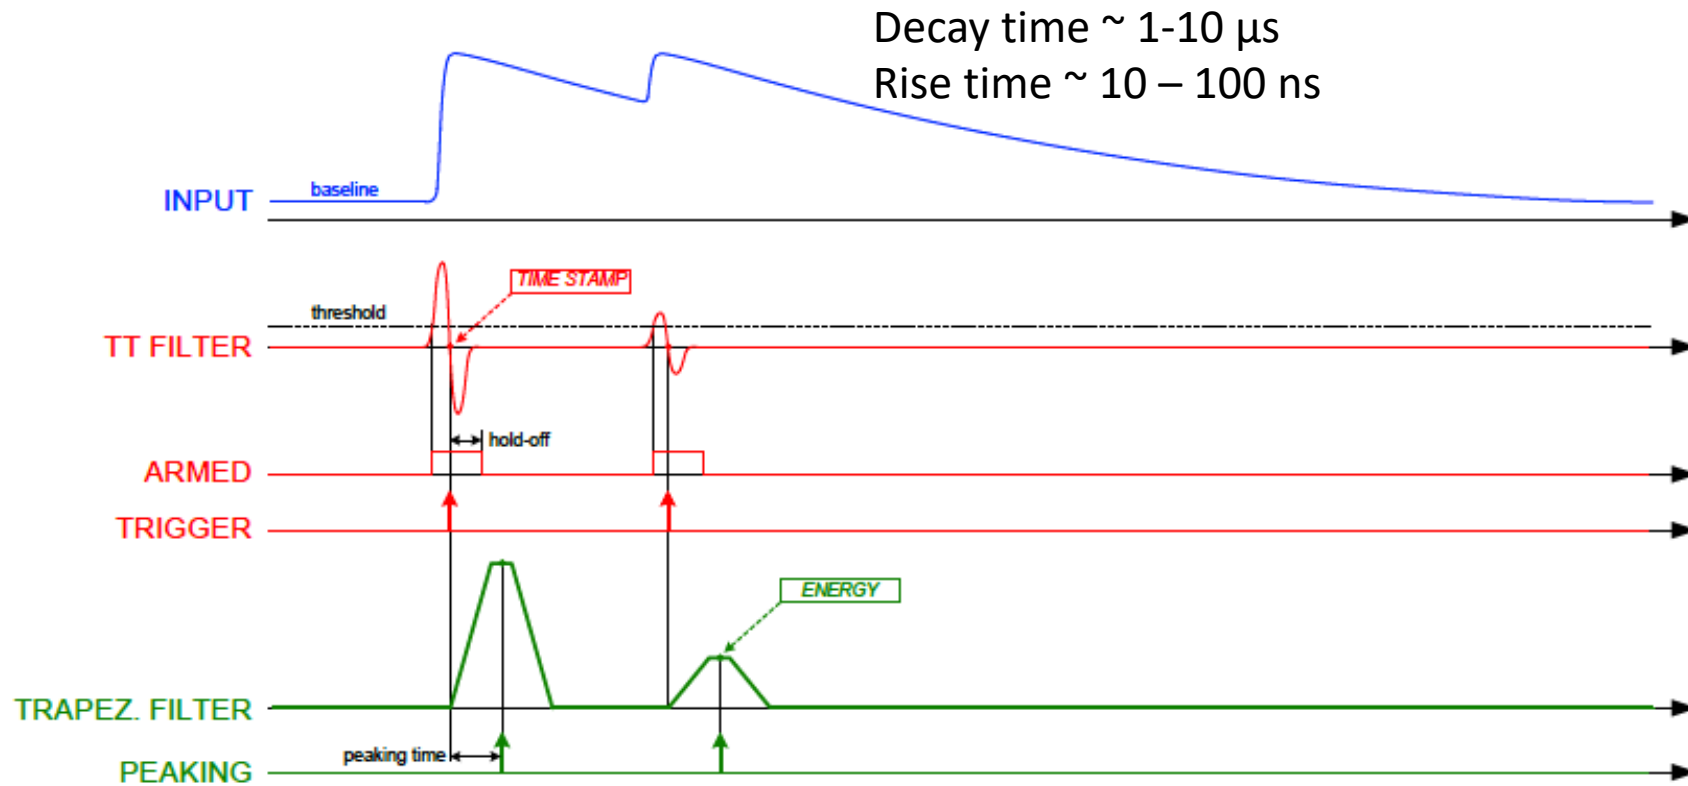 Decay time ~ 1-10 µs
Rise time ~ 10 – 100 ns
INPUT
baseline
TIME STAMP
threshold
TT FILTER
hold-off
ARMED
TRIGGER
ENERGY
TRAPEZ. FILTER
peaking time
PEAKING